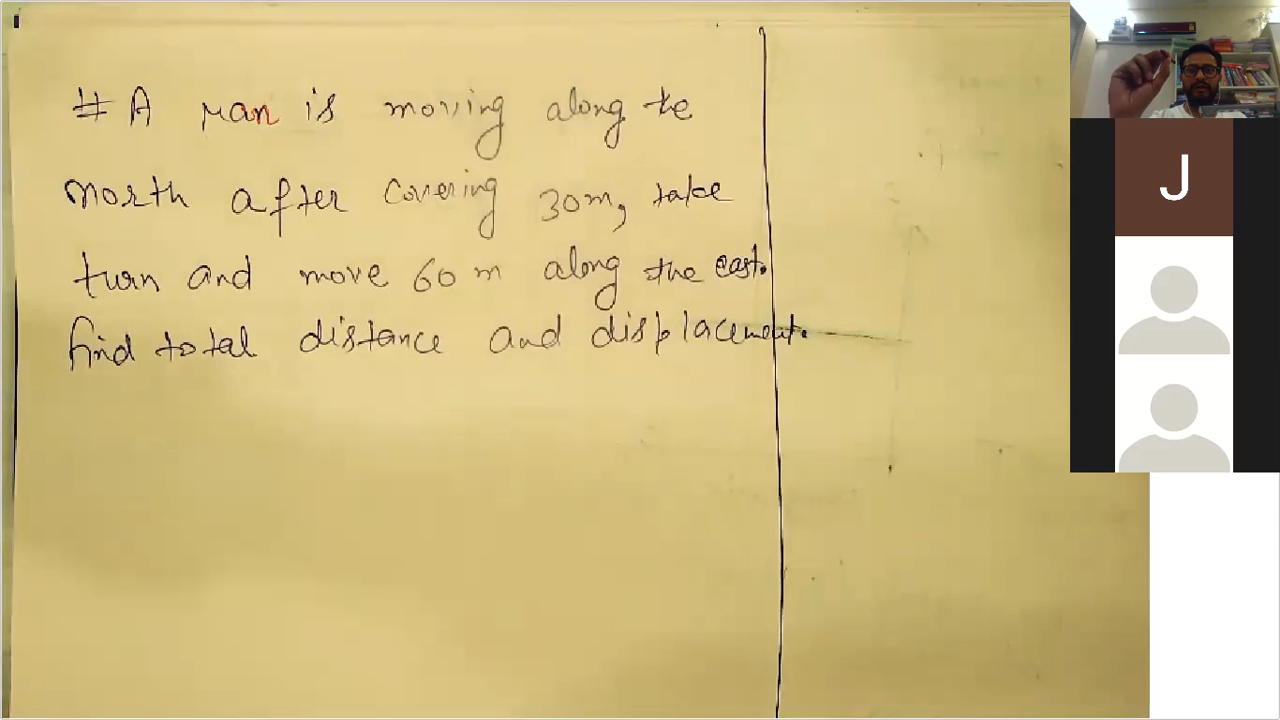 # A man is moving along the
north after covering 30m, take
turn and move 60 m along the east.
find total distance and displacement.
J